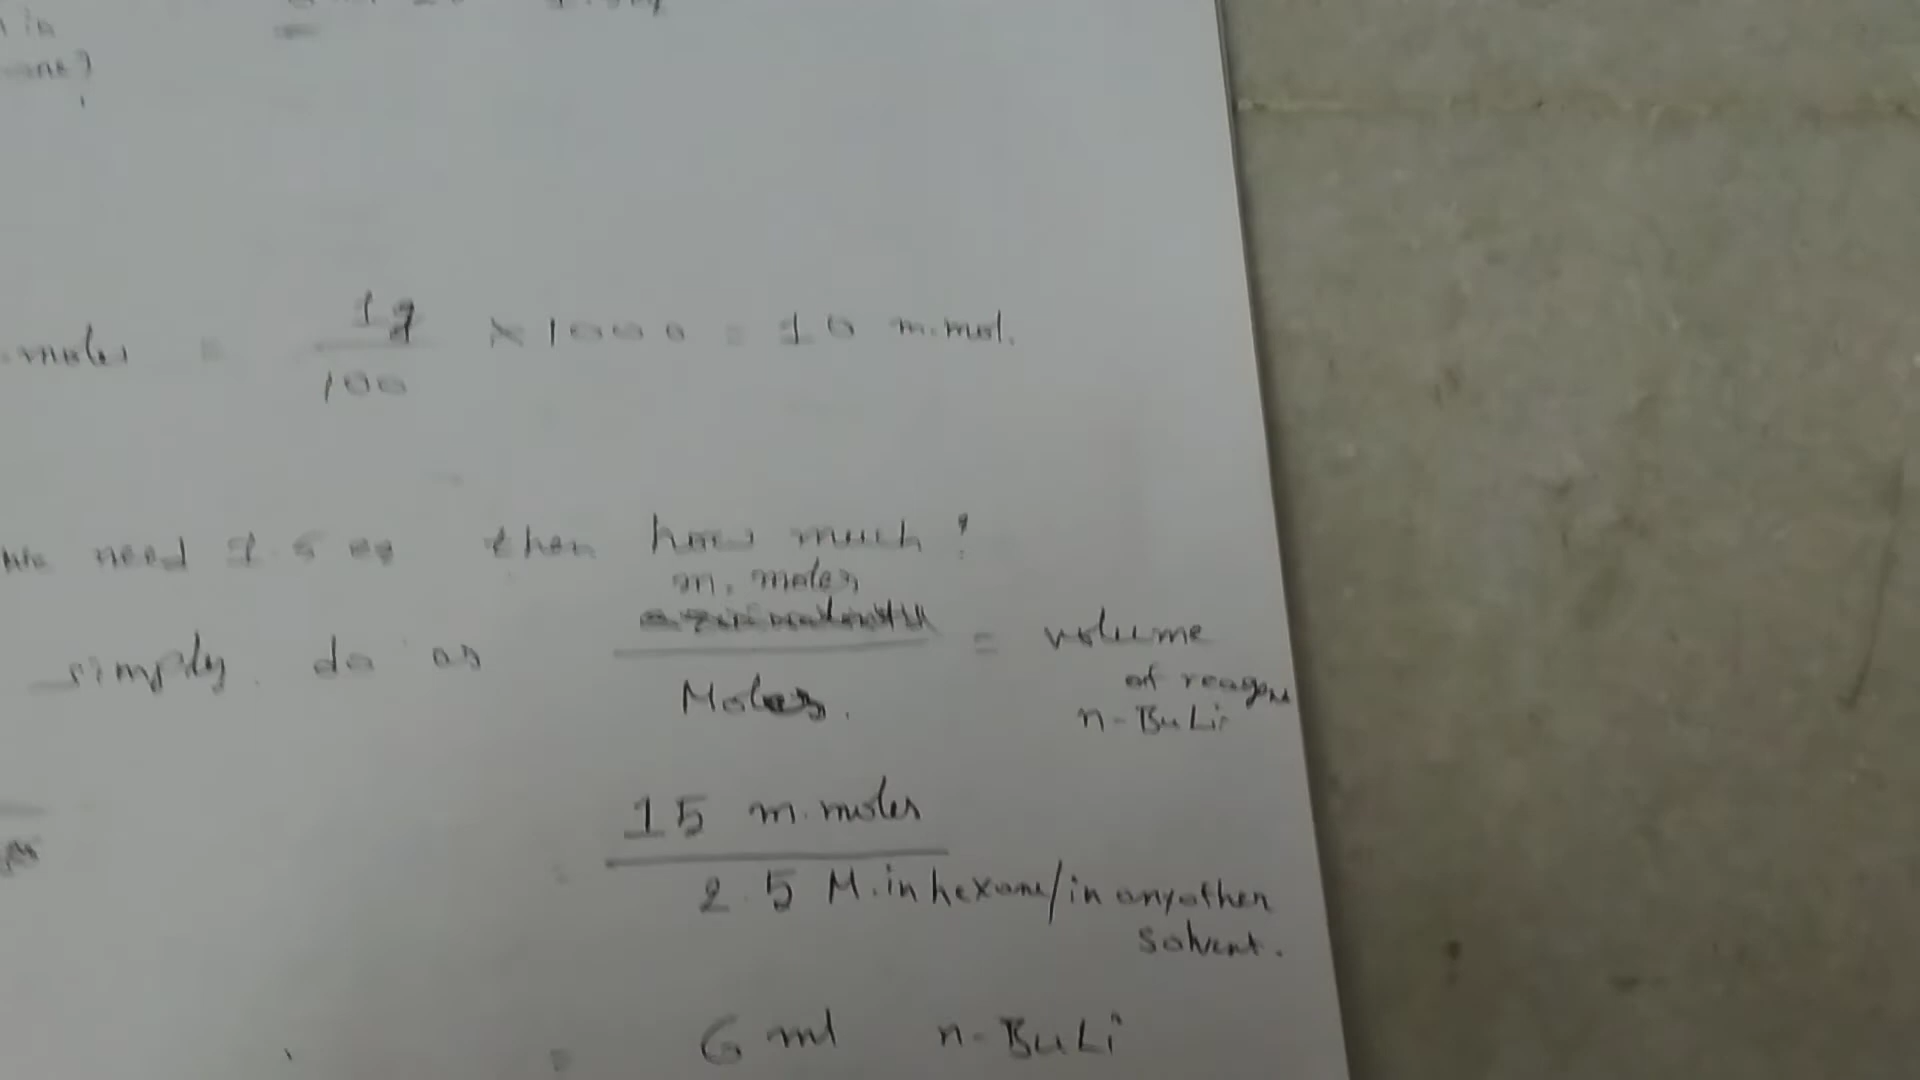 in
moles = 1g / 100 × 1000 = 10 m.mol.
need 1.5 eq then how much ?
m. moles
simply do as / Moles. = volume
of reagent
n-BuLi
15 m.moles
2.5 M. in hexane/in anyother
solvent.
= 6 ml n-BuLi